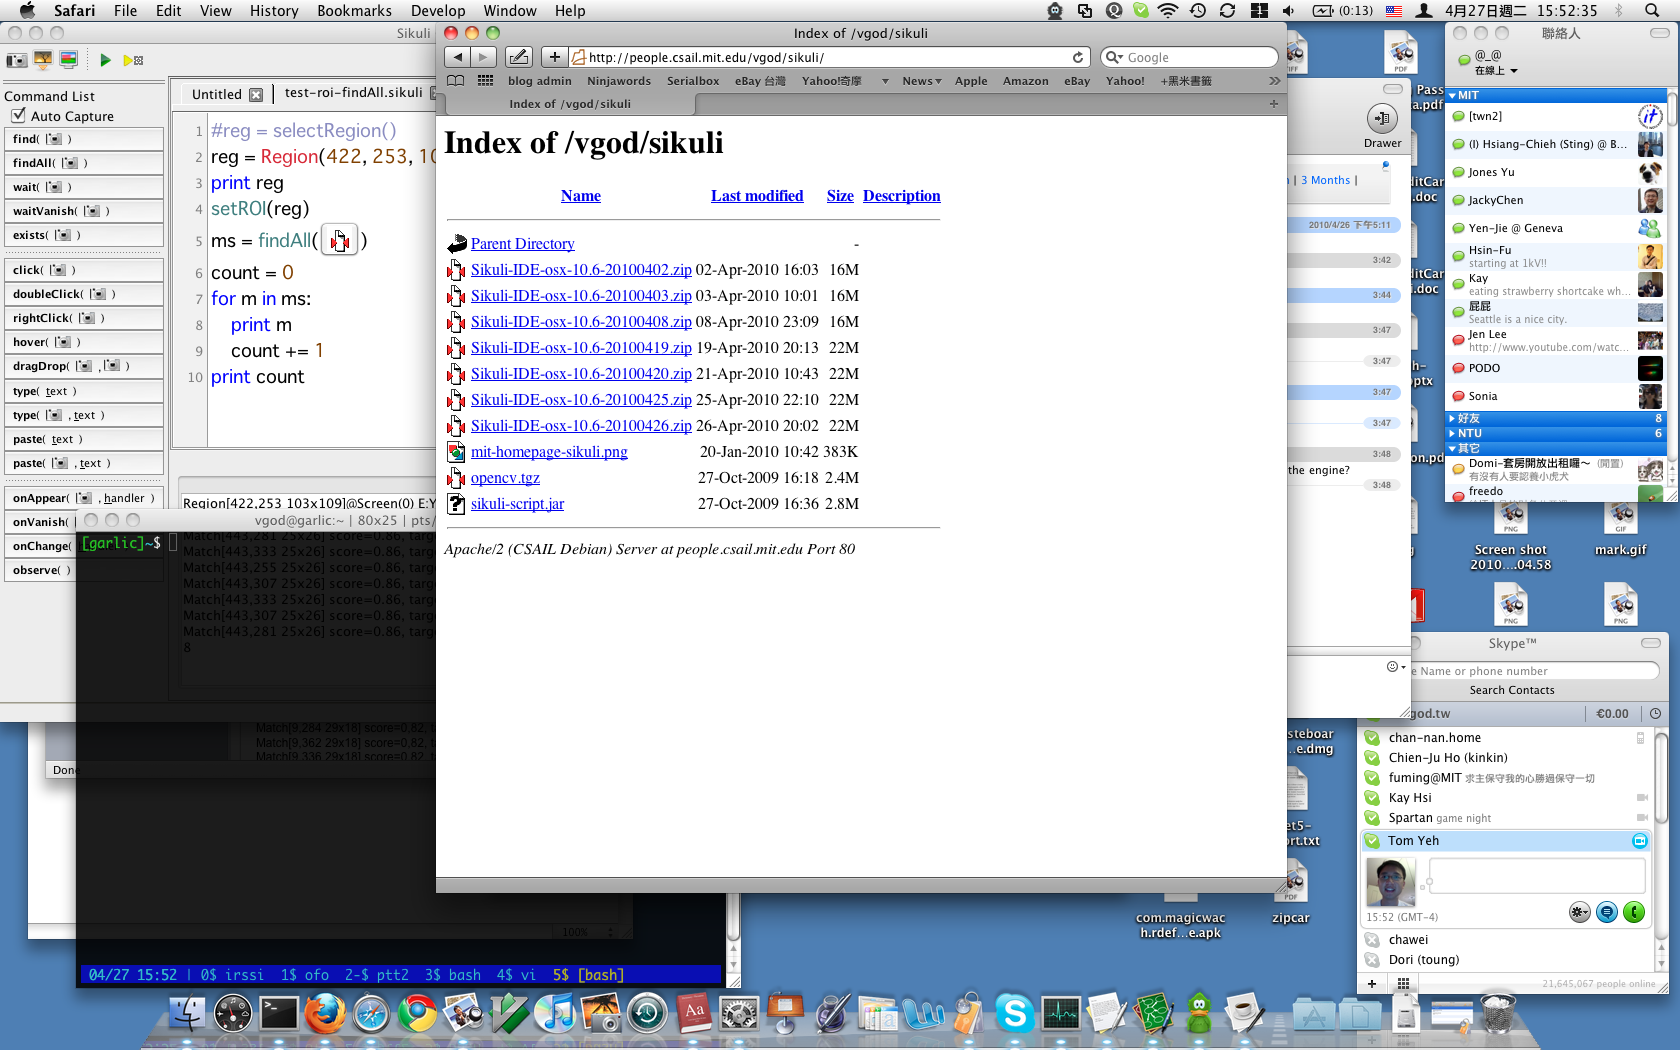 Safari File Edit View History Bookmarks Develop Window Help
(0:13) 4月27日週二 15:52:35
Sikuli
Command List
Auto Capture
find( )
findAll( )
wait( )
waitVanish( )
exists( )
click( )
doubleClick( )
rightClick( )
hover( )
dragDrop( , )
type( text )
type( , text )
paste( text )
paste( , text )
onAppear( , handler )
onVanish(
onChange(
observe( )
Untitled
test-roi-findAll.sikuli
1 #reg = selectRegion()
2 reg = Region(422, 253, 10
3 print reg
4 setROI(reg)
5 ms = findAll( )
6 count = 0
7 for m in ms:
8 print m
9 count += 1
10 print count
Region[422,253 103x109]@Screen(0) E:Y
Match[443,281 25x26] score=0.86, targe
Match[443,333 25x26] score=0.86, targe
Match[443,255 25x26] score=0.86, targe
Match[443,307 25x26] score=0.86, targe
Match[443,333 25x26] score=0.86, targe
Match[443,307 25x26] score=0.86, targe
Match[443,281 25x26] score=0.86, targe
8
vgod@garlic:~ | 80x25 | pts/
[garlic]~$
Match[9,284 29x18] score=0.82, t
Match[9,362 29x18] score=0.82, t
Match[9,336 29x18] score=0.82, t
Done
100%
04/27 15:52 | 0$ irssi 1$ ofo 2-$ ptt2 3$ bash 4$ vi 5$ [bash]
Index of /vgod/sikuli
http://people.csail.mit.edu/vgod/sikuli/
Google
blog admin Ninjawords Serialbox eBay 台灣 Yahoo!奇摩 News Apple Amazon eBay Yahoo! +黑米書籤
Index of /vgod/sikuli
Index of /vgod/sikuli
Name Last modified Size Description
Parent Directory -
Sikuli-IDE-osx-10.6-20100402.zip 02-Apr-2010 16:03 16M
Sikuli-IDE-osx-10.6-20100403.zip 03-Apr-2010 10:01 16M
Sikuli-IDE-osx-10.6-20100408.zip 08-Apr-2010 23:09 16M
Sikuli-IDE-osx-10.6-20100419.zip 19-Apr-2010 20:13 22M
Sikuli-IDE-osx-10.6-20100420.zip 21-Apr-2010 10:43 22M
Sikuli-IDE-osx-10.6-20100425.zip 25-Apr-2010 22:10 22M
Sikuli-IDE-osx-10.6-20100426.zip 26-Apr-2010 20:02 22M
mit-homepage-sikuli.png 20-Jan-2010 10:42 383K
opencv.tgz 27-Oct-2009 16:18 2.4M
sikuli-script.jar 27-Oct-2009 16:36 2.8M
Apache/2 (CSAIL Debian) Server at people.csail.mit.edu Port 80
Drawer
| 3 Months |
2010/4/26 下午5:11
3:42
3:44
3:47
3:47
3:47
3:47
3:48
the engine?
3:48
聯絡人
@_@
在線上
MIT
[twn2]
(I) Hsiang-Chieh (Sting) @ B...
Jones Yu
JackyChen
Yen-Jie @ Geneva
Hsin-Fu
starting at 1kV!!
Kay
eating strawberry shortcake wh...
屁屁
Seattle is a nice city.
Jen Lee
http://www.youtube.com/watc...
PODO
Sonia
好友 8
NTU 6
其它
Domi-套房開放出租囉～ (閒置)
有沒有人要認養小虎犬
freedo
Screen shot
2010....04.58
mark.gif
Skype™
Name or phone number
Search Contacts
god.tw €0.00
chan-nan.home
Chien-Ju Ho (kinkin)
fuming@MIT 求主保守我的心勝過保守一切
Kay Hsi
Spartan game night
Tom Yeh
15:52 (GMT-4)
chawei
Dori (toung)
21,645,067 people online
steboar
...e.dmg
et5-
ort.txt
com.magicwac
h.rdef...e.apk
zipcar